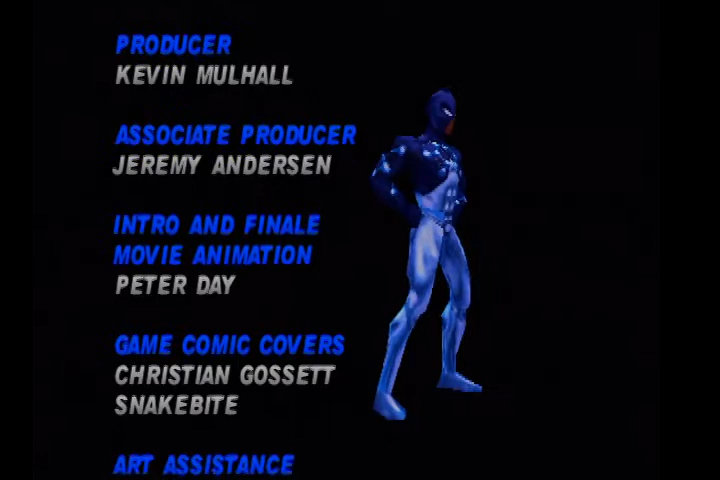 PRODUCER
KEVIN MULHALL
ASSOCIATE PRODUCER
JEREMY ANDERSEN
INTRO AND FINALE
MOVIE ANIMATION
PETER DAY
GAME COMIC COVERS
CHRISTIAN GOSSETT
SNAKEBITE
ART ASSISTANCE